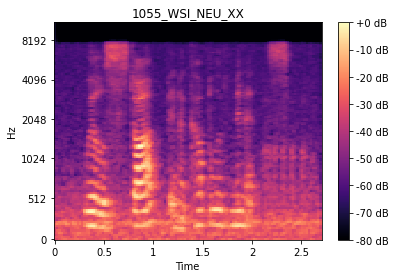 1055_WSI_NEU_XX
+0 dB
8192
-10 dB
4096
-20 dB
-30 dB
2048
-40 dB
Hz
1024
-50 dB
512
-60 dB
-70 dB
0
-80 dB
0 0.5 1 1.5 2 2.5
Time